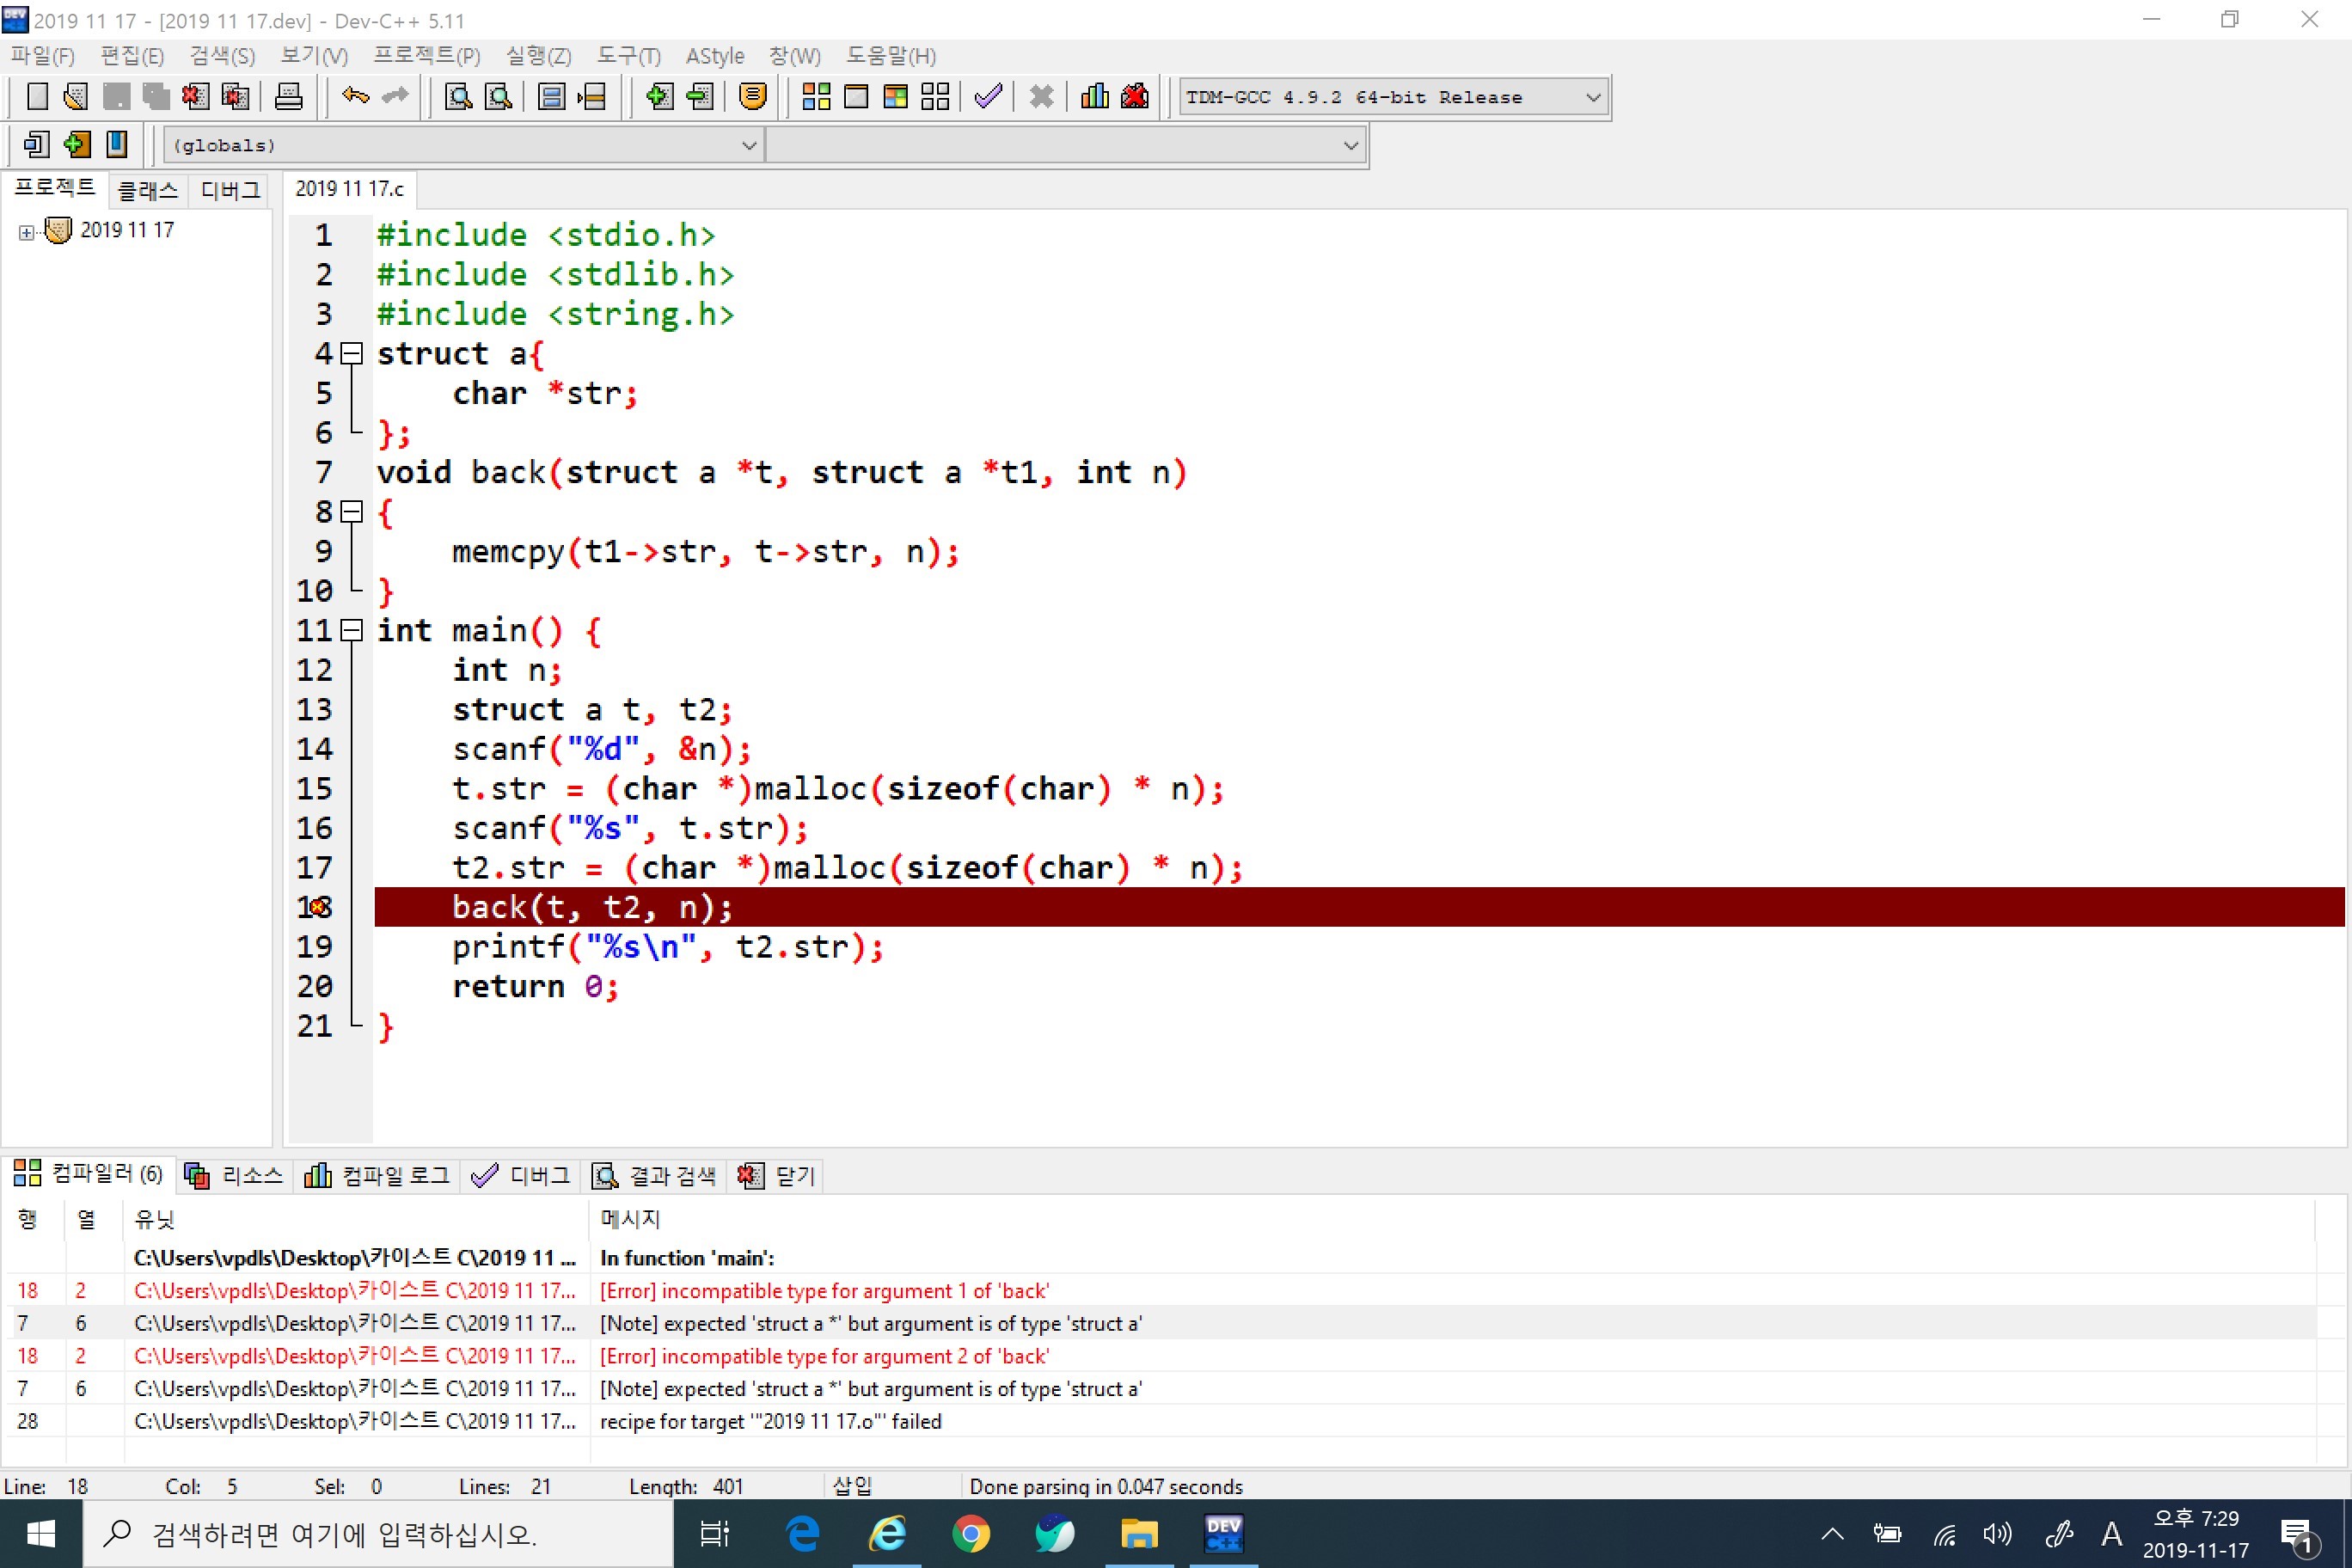 2019 11 17 - [2019 11 17.dev] - Dev-C++ 5.11
파일(F) 편집(E) 검색(S) 보기(V) 프로젝트(P) 실행(Z) 도구(T) AStyle 창(W) 도움말(H)
TDM-GCC 4.9.2 64-bit Release
(globals)
프로젝트 클래스 디버그 2019 11 17.c
2019 11 17
1 #include <stdio.h>
2 #include <stdlib.h>
3 #include <string.h>
4 struct a{
5 char *str;
6 };
7 void back(struct a *t, struct a *t1, int n)
8 {
9 memcpy(t1->str, t->str, n);
10 }
11 int main() {
12 int n;
13 struct a t, t2;
14 scanf("%d", &n);
15 t.str = (char *)malloc(sizeof(char) * n);
16 scanf("%s", t.str);
17 t2.str = (char *)malloc(sizeof(char) * n);
18 back(t, t2, n);
19 printf("%s\n", t2.str);
20 return 0;
21 }
컴파일러 (6) 리소스 컴파일 로그 디버그 결과 검색 닫기
행 열 유닛 메시지
C:\Users\vpdls\Desktop\카이스트 C\2019 11 ... In function 'main':
18 2 C:\Users\vpdls\Desktop\카이스트 C\2019 11 17... [Error] incompatible type for argument 1 of 'back'
7 6 C:\Users\vpdls\Desktop\카이스트 C\2019 11 17... [Note] expected 'struct a *' but argument is of type 'struct a'
18 2 C:\Users\vpdls\Desktop\카이스트 C\2019 11 17... [Error] incompatible type for argument 2 of 'back'
7 6 C:\Users\vpdls\Desktop\카이스트 C\2019 11 17... [Note] expected 'struct a *' but argument is of type 'struct a'
28 C:\Users\vpdls\Desktop\카이스트 C\2019 11 17... recipe for target '"2019 11 17.o"' failed
Line: 18 Col: 5 Sel: 0 Lines: 21 Length: 401 삽입 Done parsing in 0.047 seconds
검색하려면 여기에 입력하십시오.
DEV C++
A
오후 7:29
2019-11-17
1